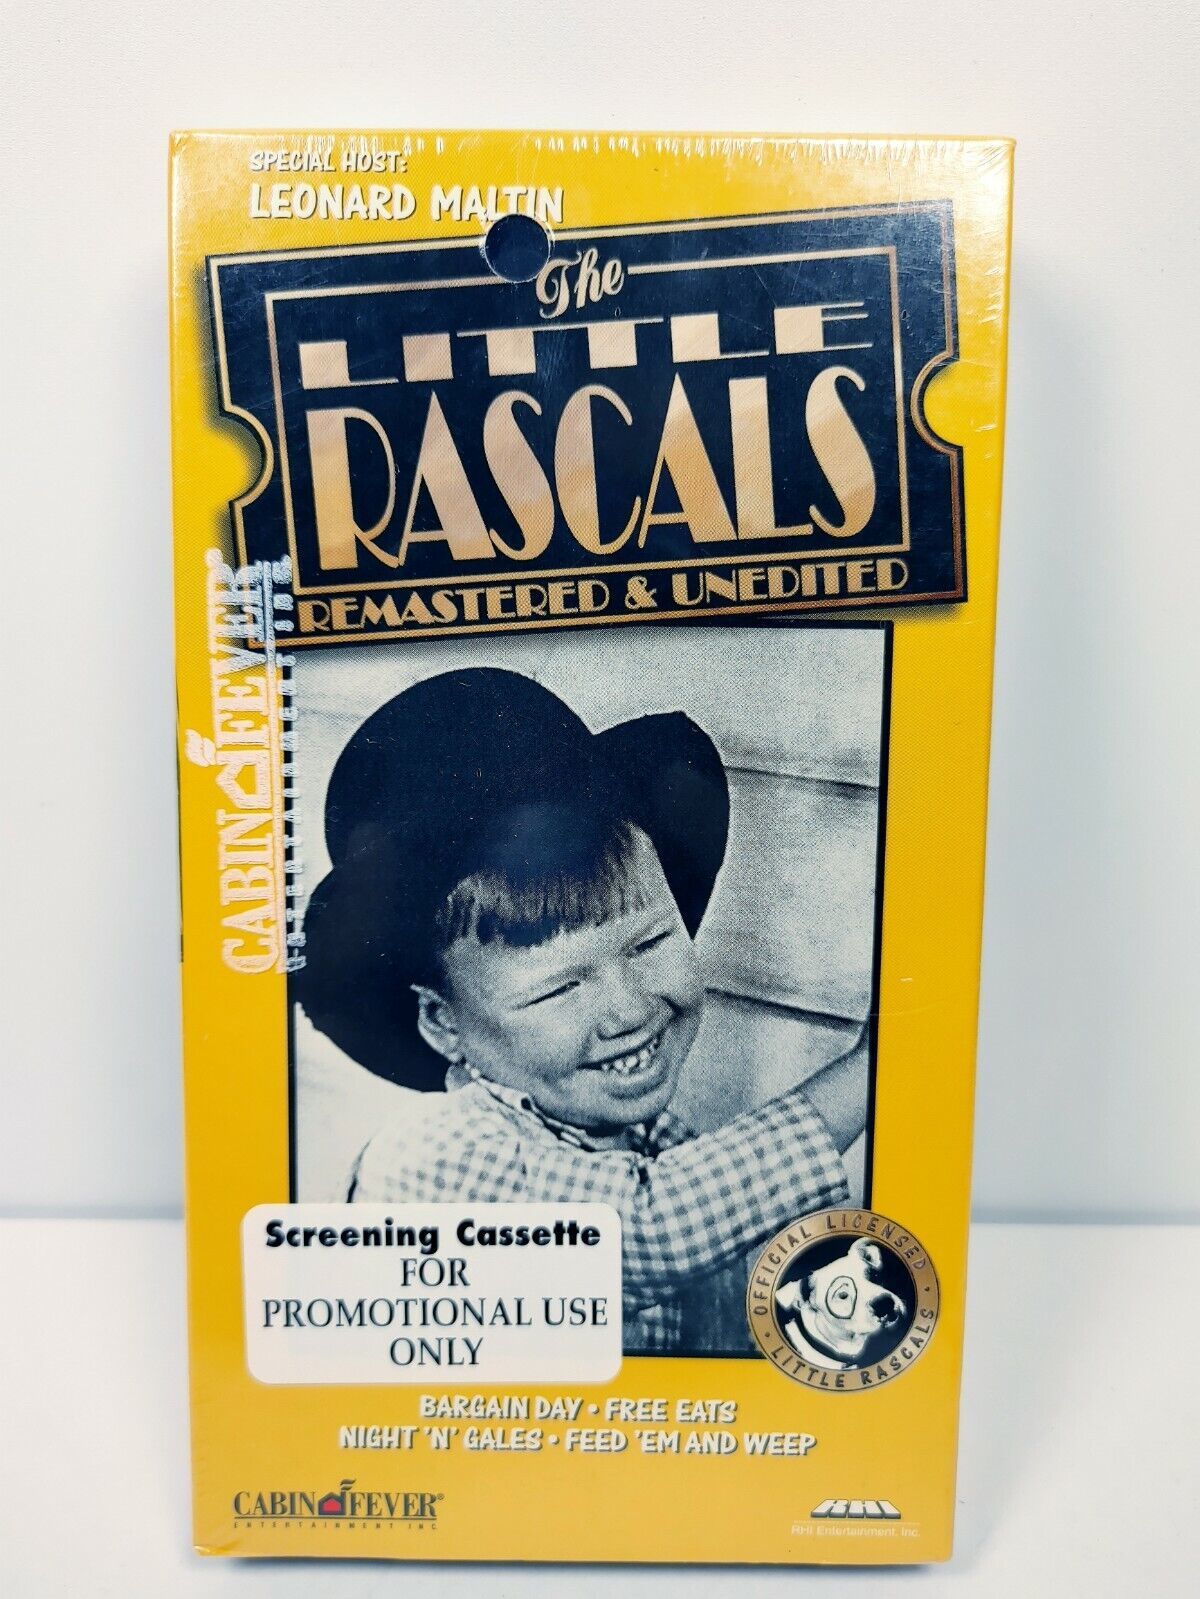 SPECIAL HOST:
LEONARD MALTIN
The
LITTLE
RASCALS
REMASTERED & UNEDITED
CABIN FEVER
ENTERTAINMENT INC
Screening Cassette
FOR
PROMOTIONAL USE
ONLY
OFFICIAL LICENSED
LITTLE RASCALS
BARGAIN DAY • FREE EATS
NIGHT 'N' GALES • FEED 'EM AND WEEP
CABIN FEVER®
ENTERTAINMENT INC.
RHI
RHI Entertainment, Inc.